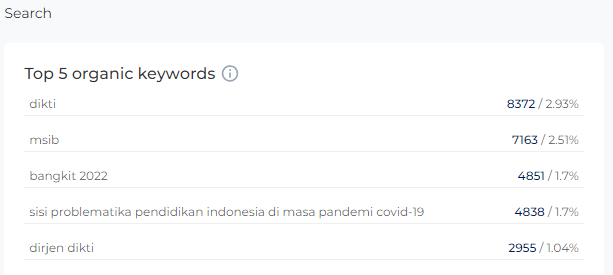 Search
Top 5 organic keywords
dikti 8372 / 2.93%
msib 7163 / 2.51%
bangkit 2022 4851 / 1.7%
sisi problematika pendidikan indonesia di masa pandemi covid-19 4838 / 1.7%
dirjen dikti 2955 / 1.04%